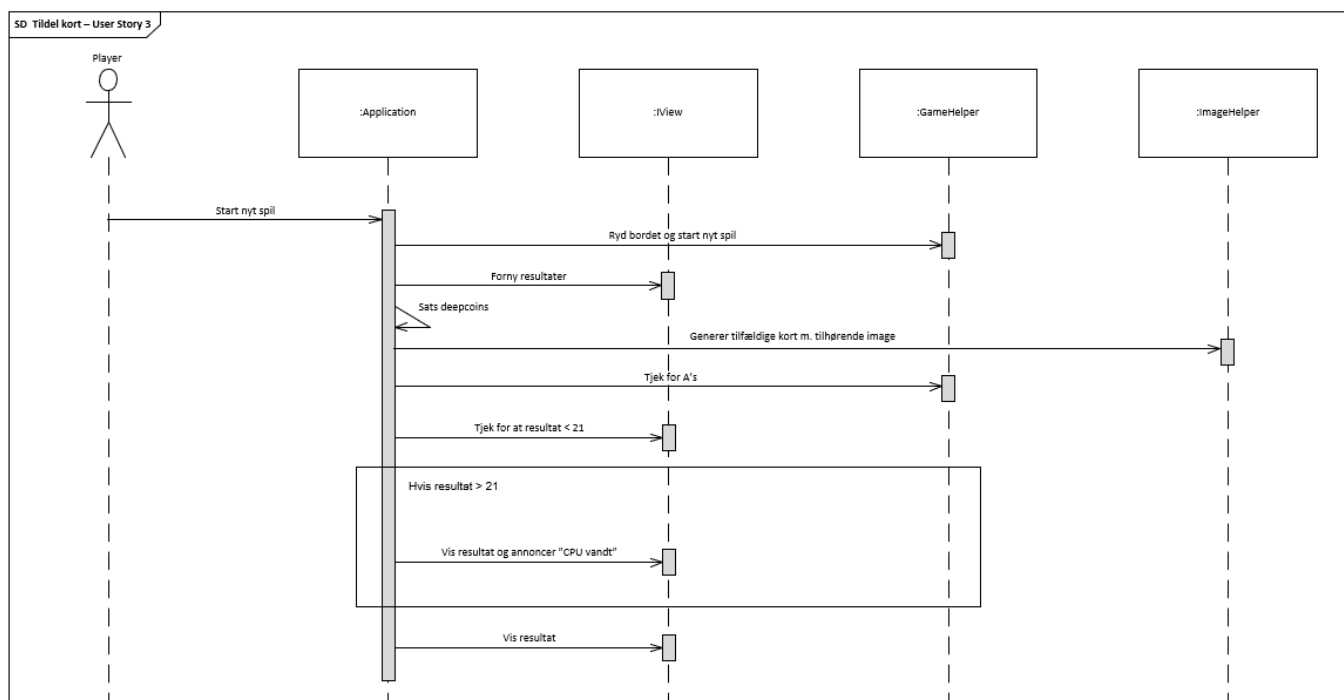 SD Tildel kort – User Story 3
Player
:Application
:IView
:GameHelper
:ImageHelper
Start nyt spil
Ryd bordet og start nyt spil
Forny resultater
Sats deepcoins
Generer tilfældige kort m. tilhørende image
Tjek for A's
Tjek for at resultat < 21
Hvis resultat > 21
Vis resultat og annoncer "CPU vandt"
Vis resultat